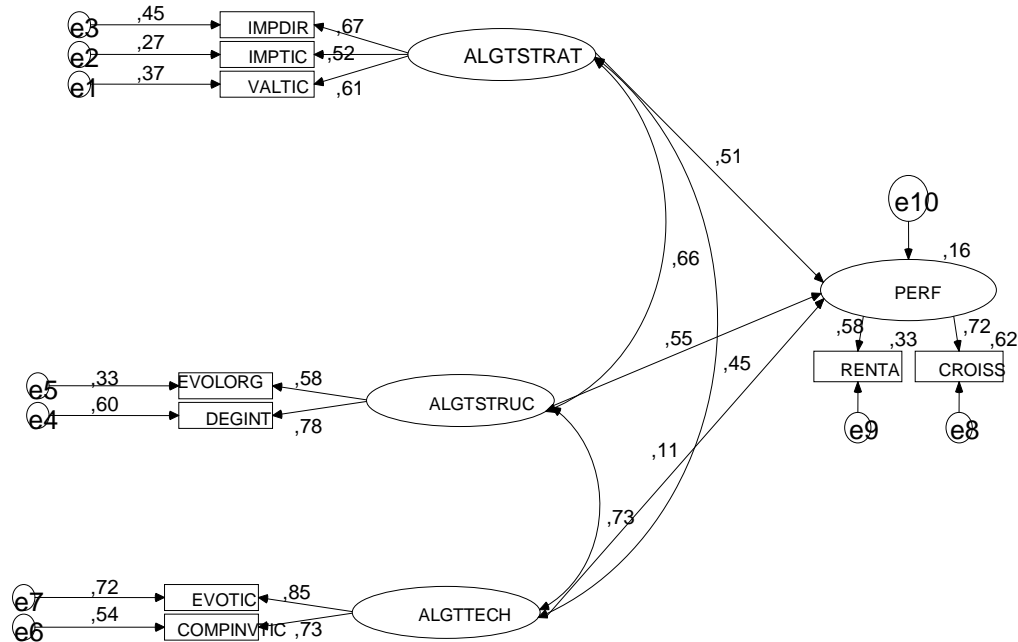 e3
,45
IMPDIR
,67
e2
,27
IMPTIC
,52
e1
,37
VALTIC
,61
ALGTSTRAT
,51
e10
,16
PERF
,66
,58
,33
,72
,62
RENTA
CROISS
e9
e8
,55
,45
e5
,33
EVOLORG
,58
e4
,60
DEGINT
,78
ALGTSTRUC
,11
,73
e7
,72
EVOTIC
,85
e6
,54
COMPINVTIC
,73
ALGTTECH